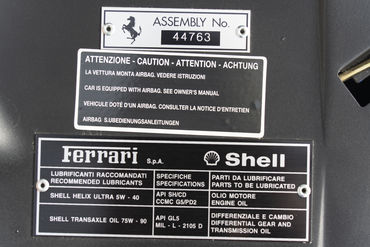 ASSEMBLY No.
44763
ATTENZIONE - CAUTION - ATTENTION - ACHTUNG
LA VETTURA MONTA AIRBAG. VEDERE ISTRUZIONI
CAR IS EQUIPPED WITH AIRBAG. SEE OWNER'S MANUAL
VEHICULE DOTÉ D'UN AIRBAG. CONSULTER LA NOTICE D'ENTRETIEN
AIRBAG S.UBEDIENUNGSANLEITUNGEN
Ferrari S.p.A. Shell
LUBRIFICANTI RACCOMANDATI SPECIFICHE PARTI DA LUBRIFICARE
RECOMMENDED LUBRICANTS SPECIFICATIONS PARTS TO BE LUBRICATED
SHELL HELIX ULTRA 5W - 40 API SH/CD OLIO MOTORE
CCMC G5/PD2 ENGINE OIL
SHELL TRANSAXLE OIL 75W - 90 API GL5 DIFFERENZIALE E CAMBIO
MIL - L - 2105 D DIFFERENTIAL GEAR AND
TRANSMISSION OIL